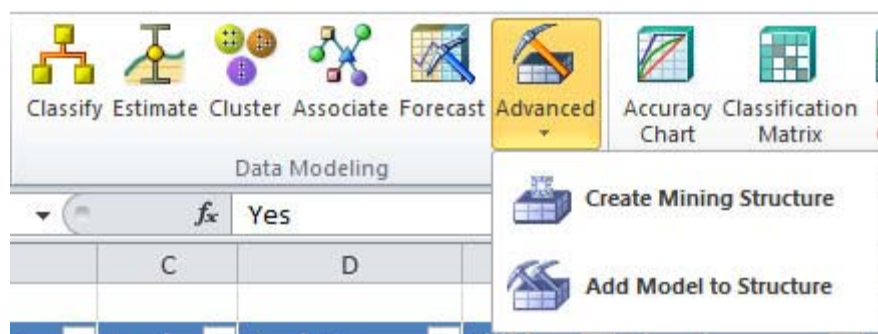 Classify Estimate Cluster Associate Forecast Advanced Accuracy Classification
Chart Matrix
Data Modeling
fx Yes
Create Mining Structure
C D
Add Model to Structure